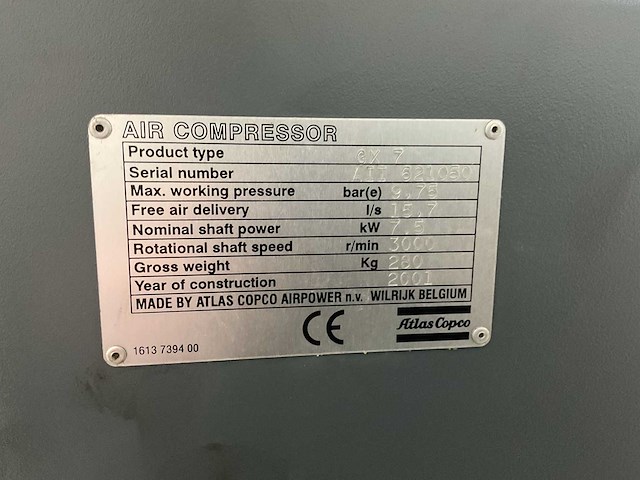 AIR COMPRESSOR
Product type GX 7
Serial number AII
Max. working pressure bar(e) 9,75
Free air delivery l/s 15,7
Nominal shaft power kW 7,5
Rotational shaft speed r/min 3000
Gross weight Kg 280
Year of construction 2001
MADE BY ATLAS COPCO AIRPOWER n.v. WILRIJK BELGIUM
CE Atlas Copco
1613 7394 00